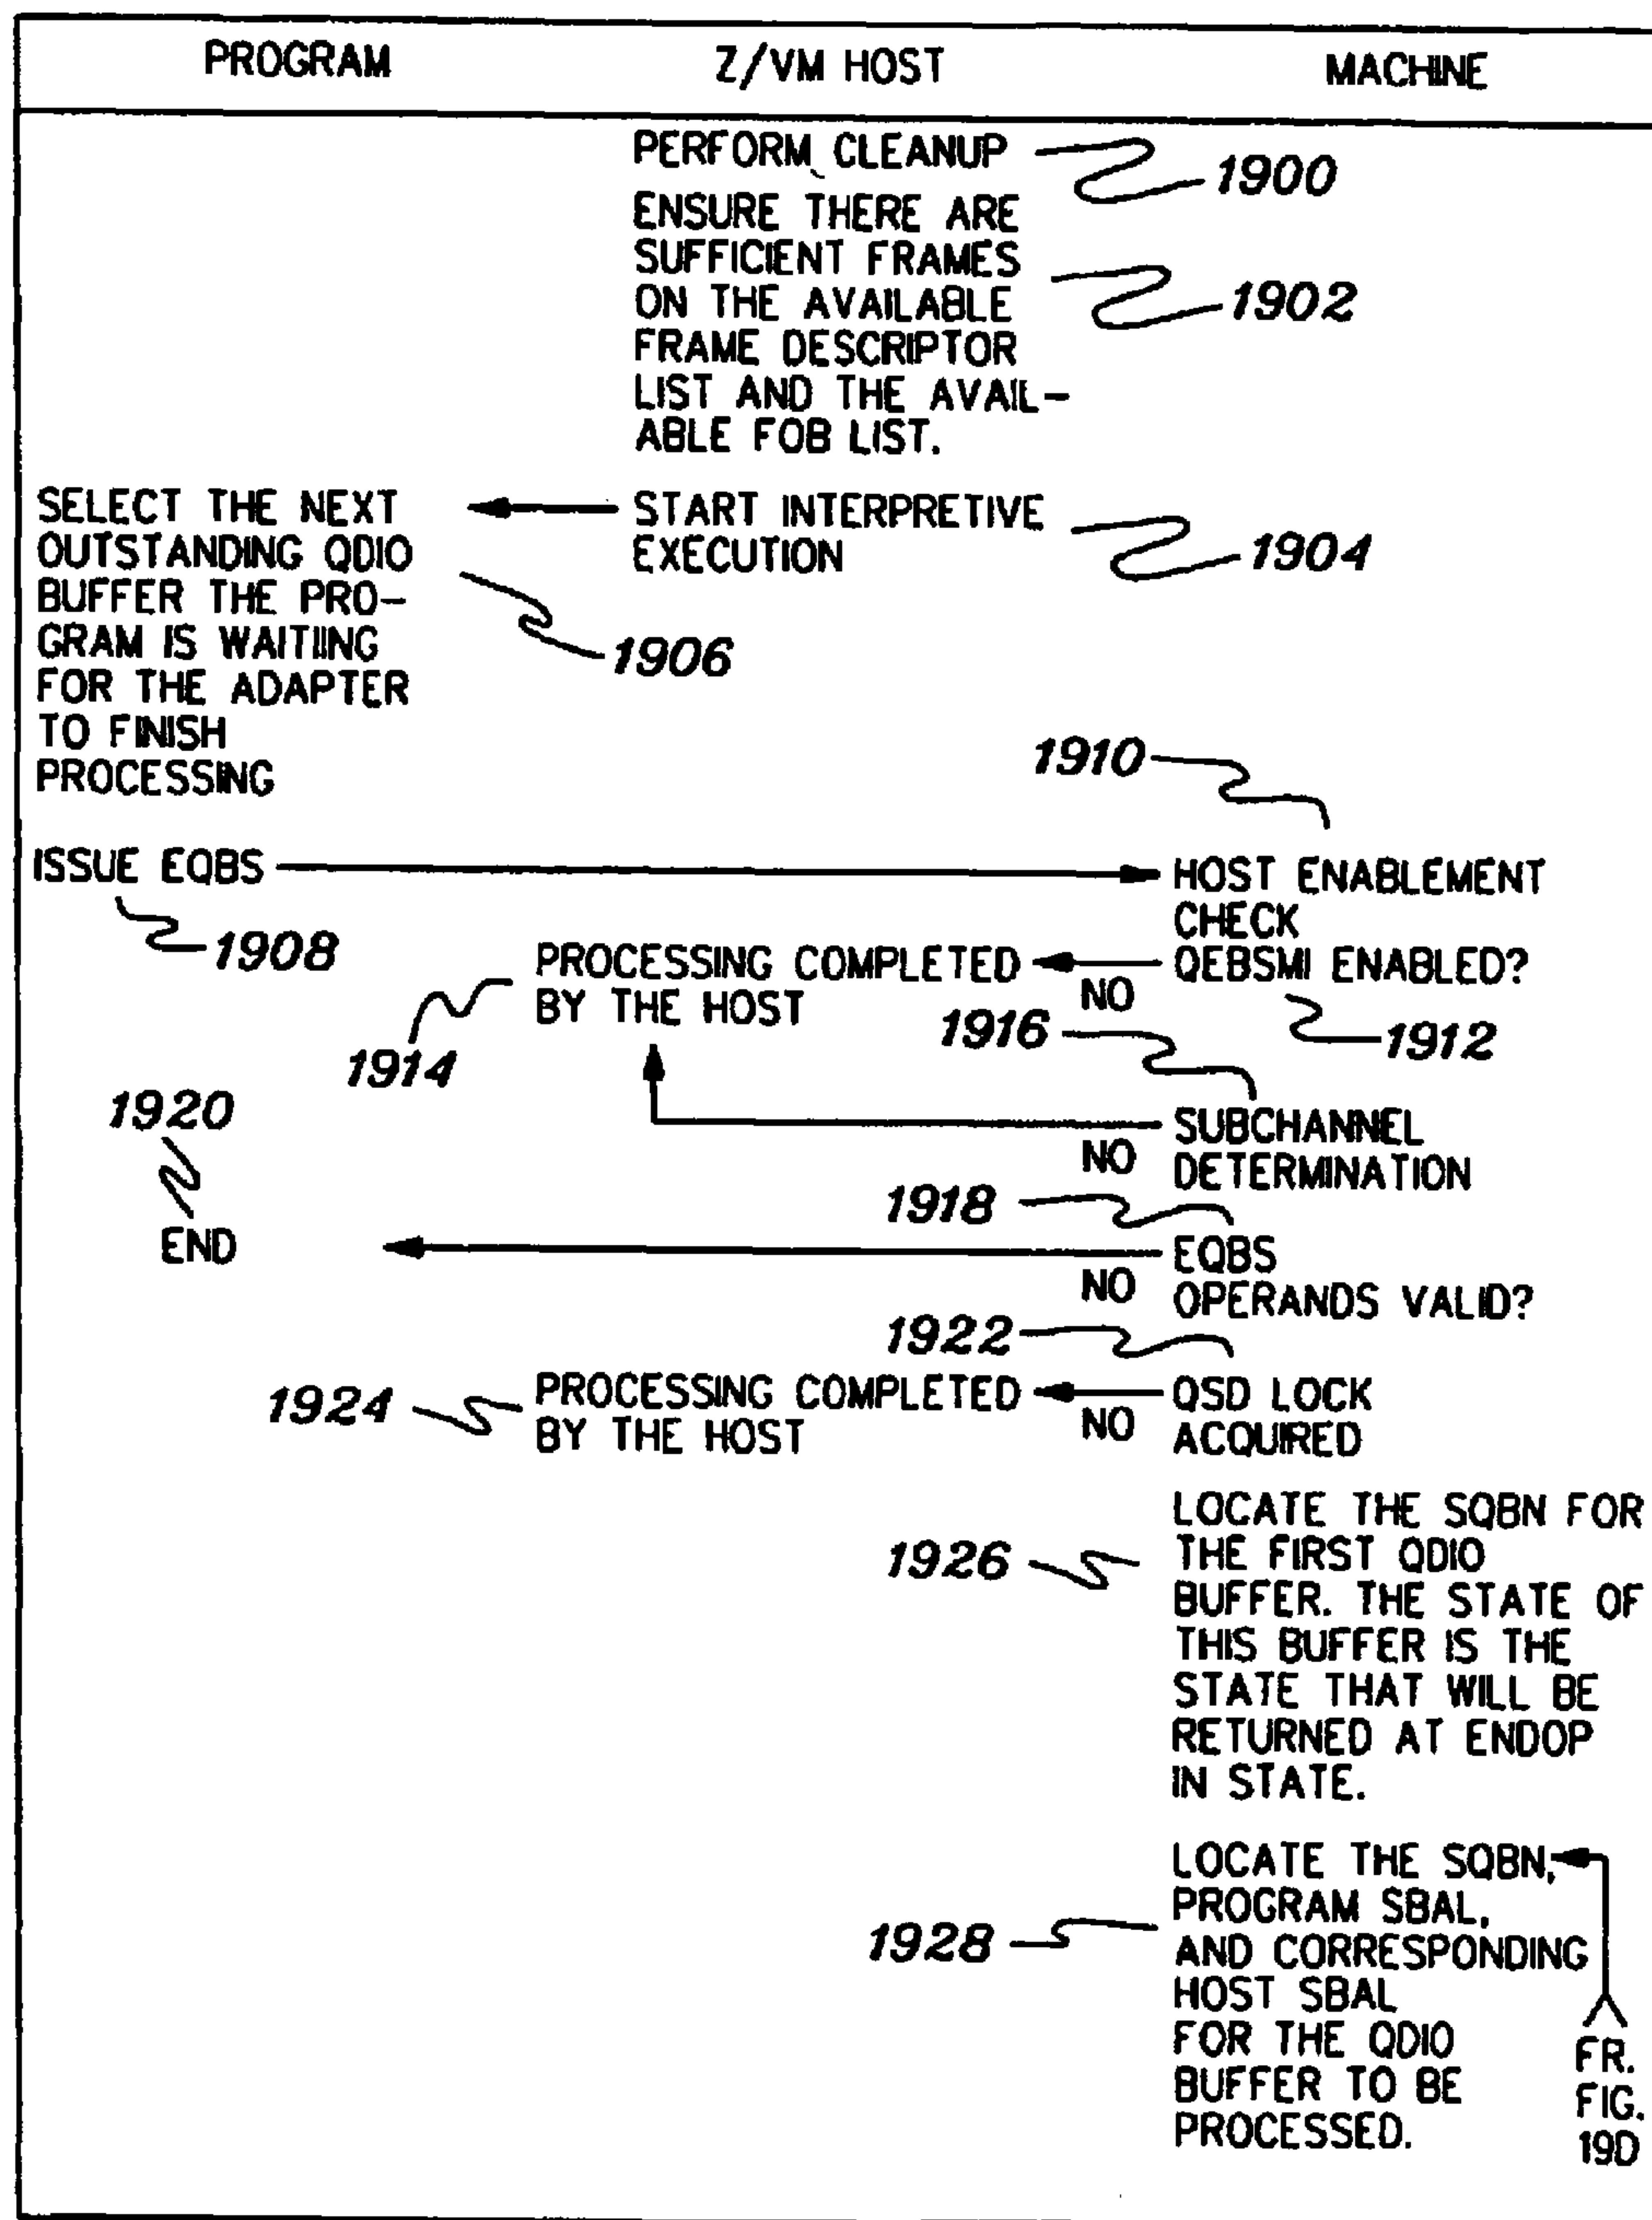 PROGRAM
Z/VM HOST
MACHINE
PERFORM CLEANUP
1900
ENSURE THERE ARE
SUFFICIENT FRAMES
ON THE AVAILABLE
FRAME DESCRIPTOR
LIST AND THE AVAIL-
ABLE FOB LIST.
1902
START INTERPRETIVE
EXECUTION
1904
SELECT THE NEXT
OUTSTANDING QDIO
BUFFER THE PRO-
GRAM IS WAITIING
FOR THE ADAPTER
TO FINISH
PROCESSING
1906
1910
ISSUE EQBS
1908
HOST ENABLEMENT
CHECK
QEBSMI ENABLED?
1912
NO
PROCESSING COMPLETED
BY THE HOST
1914
1916
SUBCHANNEL
DETERMINATION
NO
1918
1920
END
EQBS
OPERANDS VALID?
NO
1922
QSD LOCK
ACQUIRED
NO
PROCESSING COMPLETED
BY THE HOST
1924
LOCATE THE SQBN FOR
THE FIRST QDIO
BUFFER. THE STATE OF
THIS BUFFER IS THE
STATE THAT WILL BE
RETURNED AT ENDOP
IN STATE.
1926
LOCATE THE SQBN,
PROGRAM SBAL,
AND CORRESPONDING
HOST SBAL
FOR THE QDIO
BUFFER TO BE
PROCESSED.
1928
FR.
FIG.
19D